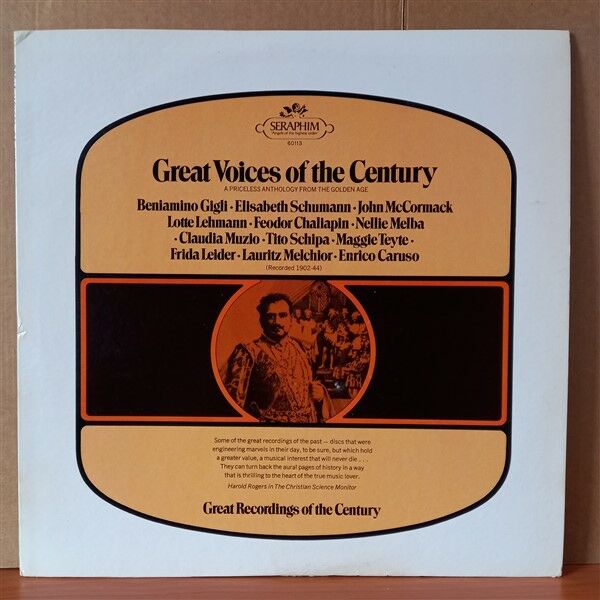 SERAPHIM
"Angels of the highest order"
60113
Great Voices of the Century
A PRICELESS ANTHOLOGY FROM THE GOLDEN AGE
Beniamino Gigli · Elisabeth Schumann · John McCormack
Lotte Lehmann · Feodor Chaliapin · Nellie Melba
· Claudia Muzio · Tito Schipa · Maggie Teyte ·
Frida Leider · Lauritz Melchior · Enrico Caruso
(Recorded 1902-44)
Some of the great recordings of the past — discs that were
engineering marvels in their day, to be sure, but which hold
a greater value, a musical interest that will never die . . .
They can turn back the aural pages of history in a way
that is thrilling to the heart of the true music lover.
Harold Rogers in The Christian Science Monitor
Great Recordings of the Century